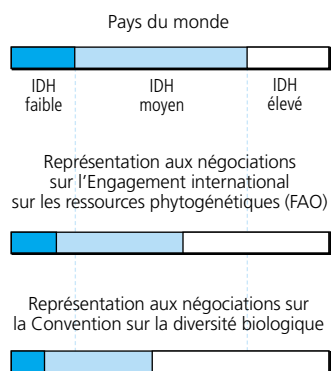 Pays du monde
IDH IDH IDH
faible moyen élevé
Représentation aux négociations
sur l'Engagement international
sur les ressources phytogénétiques (FAO)
Représentation aux négociations sur
la Convention sur la diversité biologique